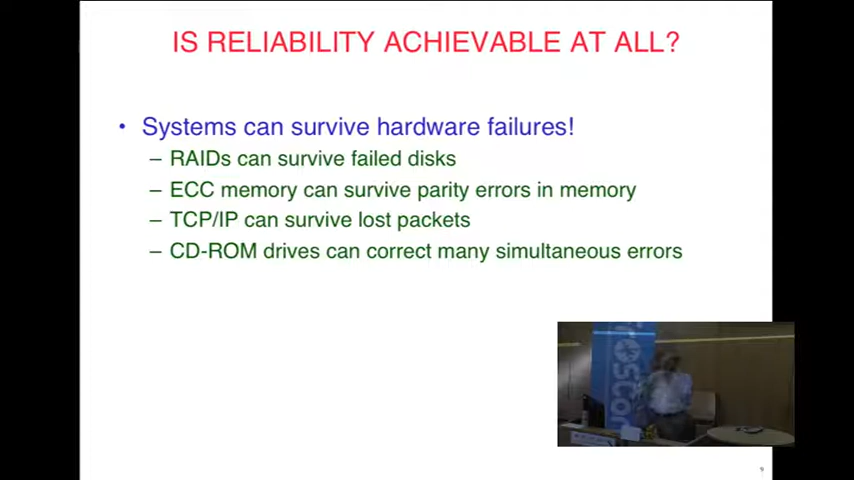 IS RELIABILITY ACHIEVABLE AT ALL?
• Systems can survive hardware failures!
– RAIDs can survive failed disks
– ECC memory can survive parity errors in memory
– TCP/IP can survive lost packets
– CD-ROM drives can correct many simultaneous errors
9